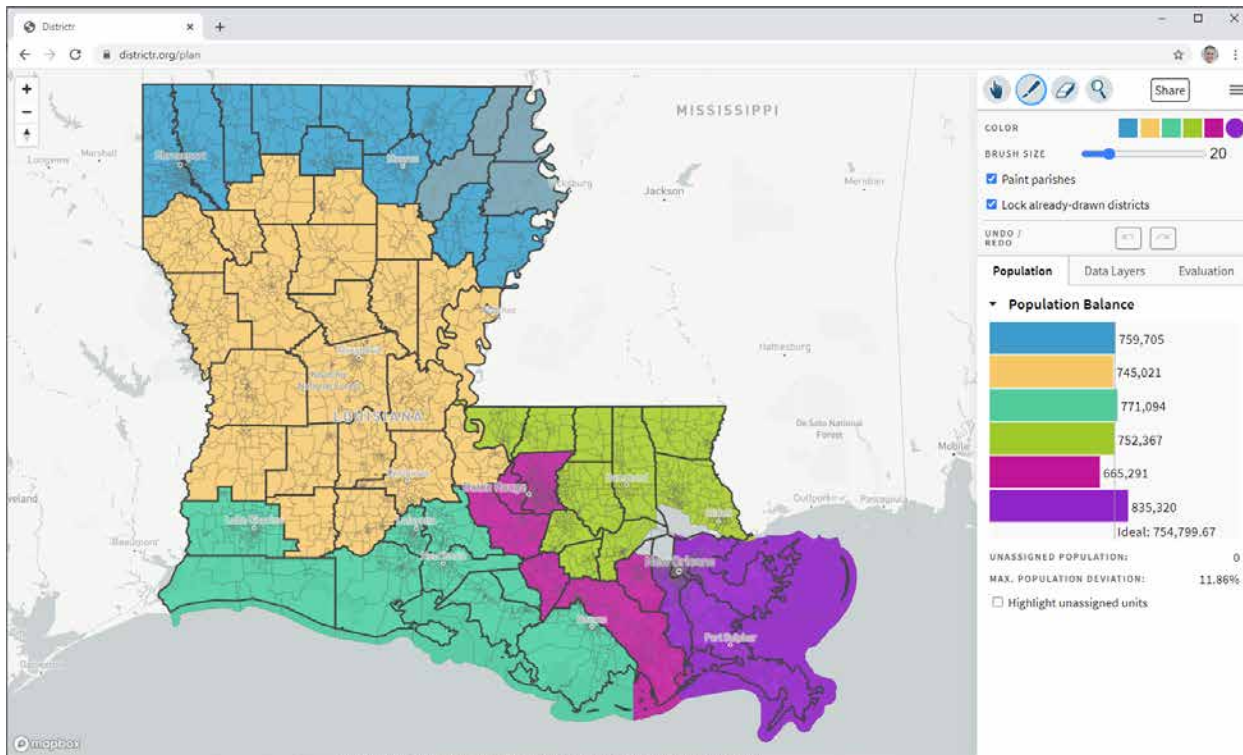 Districtr
districtr.org/plan
MISSISSIPPI
Share
COLOR
Longview
Marshall
Shreveport
Monroe
Jackson
Meridian
BRUSH SIZE
20
Paint parishes
Lock already-drawn districts
UNDO /
REDO
Population
Data Layers
Evaluation
Population Balance
759,705
Hattiesburg
745,021
LOUISIANA
771,094
De Soto National
Forest
Mobile
752,367
Baton Rouge
Hammond
665,291
Lake Charles
Lafayette
Gulfport
Pascagoula
835,320
Beaumont
Ideal: 754,799.67
New Orleans
UNASSIGNED POPULATION:
0
MAX. POPULATION DEVIATION:
11.86%
Highlight unassigned units
Houma
Port Sulphur
mapbox